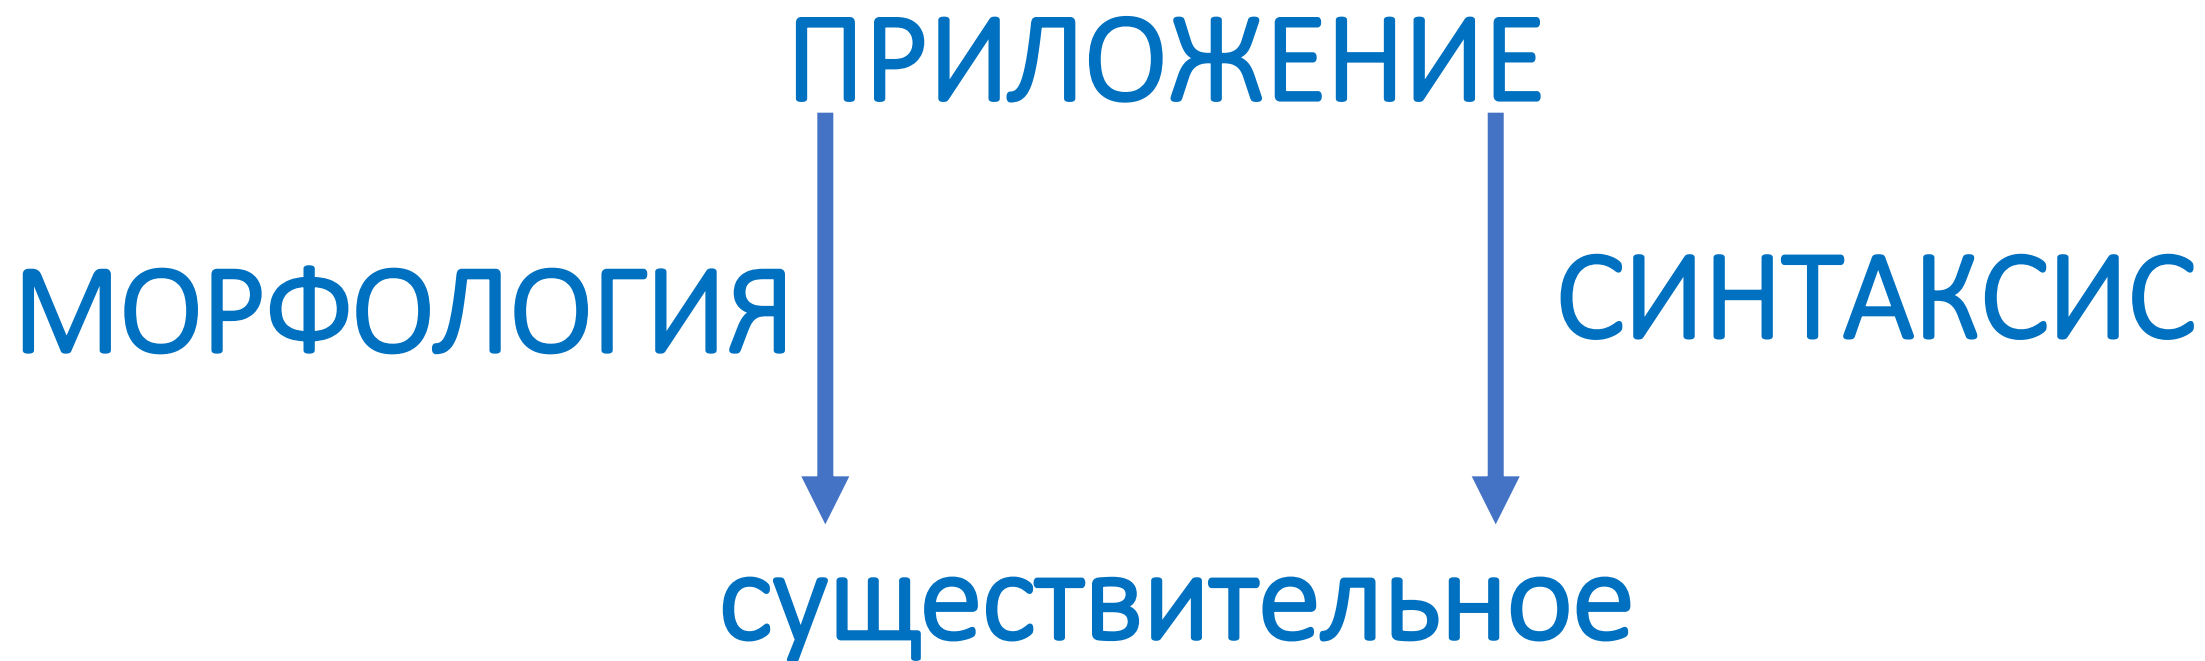 ПРИЛОЖЕНИЕ
МОРФОЛОГИЯ
СИНТАКСИС
существительное